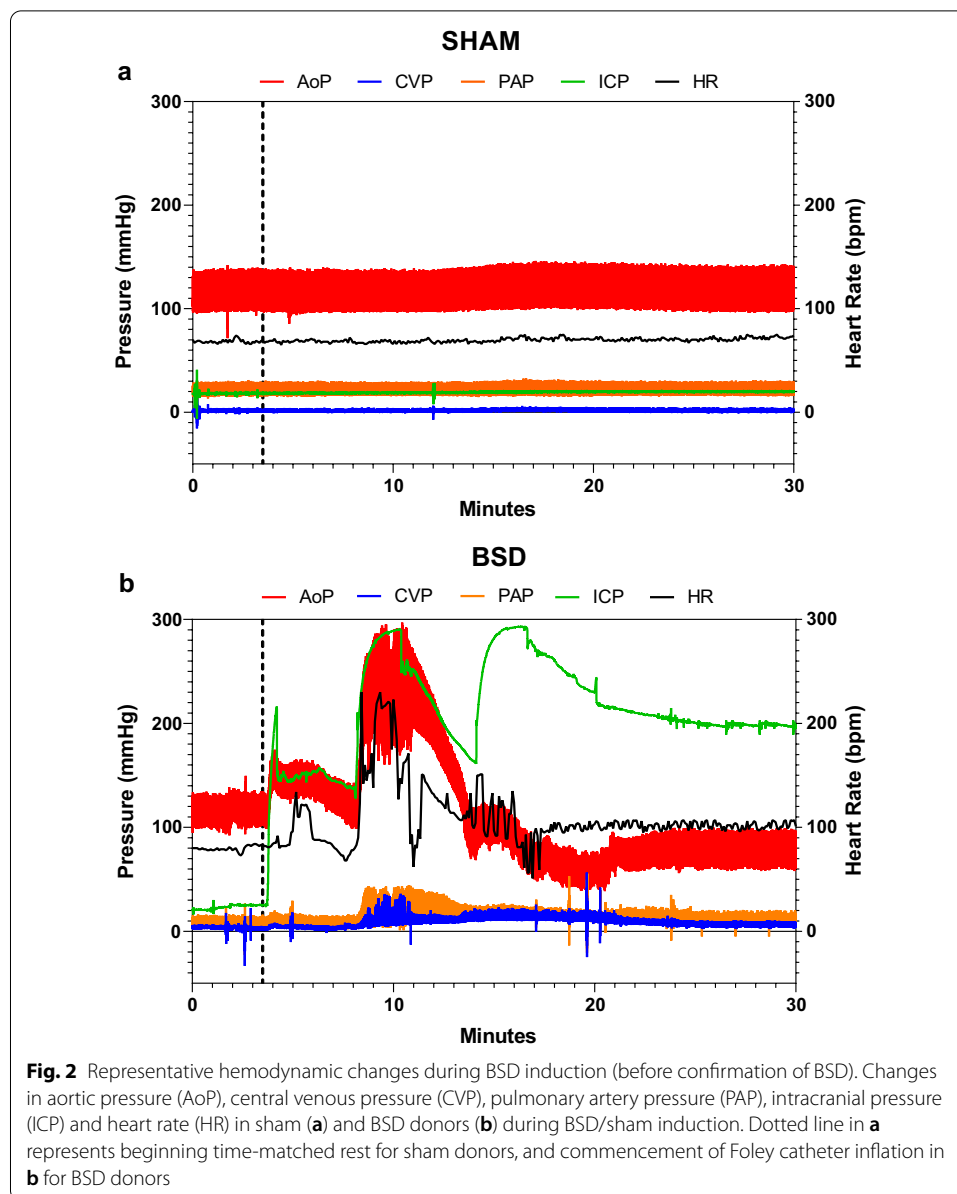 SHAM
a
AoP CVP PAP ICP HR
300 300
200 200
100 100
0 0
Pressure (mmHg)
Heart Rate (bpm)
0 10 20 30
Minutes
BSD
b
AoP CVP PAP ICP HR
300 300
200 200
100 100
0 0
Pressure (mmHg)
Heart Rate (bpm)
0 10 20 30
Minutes
Fig. 2 Representative hemodynamic changes during BSD induction (before confirmation of BSD). Changes
in aortic pressure (AoP), central venous pressure (CVP), pulmonary artery pressure (PAP), intracranial pressure
(ICP) and heart rate (HR) in sham (a) and BSD donors (b) during BSD/sham induction. Dotted line in a
represents beginning time-matched rest for sham donors, and commencement of Foley catheter inflation in
b for BSD donors